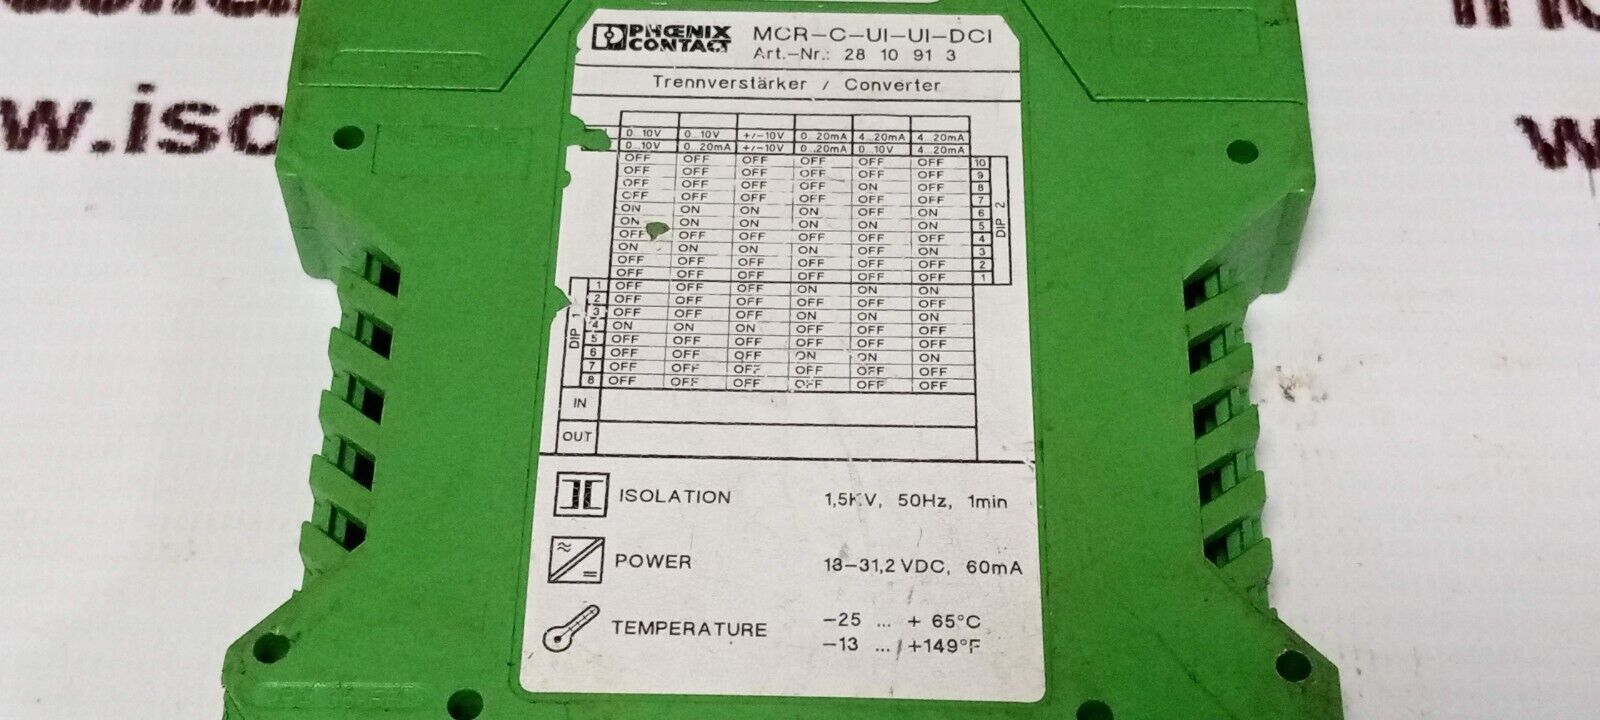 PHŒNIX CONTACT
MCR-C-UI-UI-DCI
Art.-Nr.: 28 10 91 3
Trennverstärker / Converter
0...10V 0...10V +/-10V 0...20mA 4...20mA 4...20mA
0...10V 0...20mA +/-10V 0...20mA 0...10V 4...20mA
OFF OFF OFF OFF OFF OFF 10
OFF OFF OFF OFF OFF OFF 9
OFF OFF OFF OFF ON OFF 8
OFF OFF OFF OFF OFF OFF 7
ON ON ON ON OFF ON 6
ON ON ON ON OFF ON 5
OFF OFF OFF OFF OFF OFF 4
ON ON ON ON OFF ON 3
OFF OFF OFF OFF OFF OFF 2
OFF OFF OFF OFF OFF OFF 1
DIP 2
1 OFF OFF OFF ON ON ON
2 OFF OFF OFF OFF OFF OFF
3 OFF OFF OFF ON ON ON
4 ON ON ON OFF OFF OFF
5 OFF OFF OFF OFF OFF OFF
6 OFF OFF OFF ON ON ON
7 OFF OFF OFF OFF OFF OFF
8 OFF OFF OFF OFF OFF OFF
DIP 1
IN
OUT
ISOLATION 1,5KV, 50Hz, 1min
POWER 18-31,2 VDC, 60mA
TEMPERATURE -25 ... + 65°C
-13 ... +149°F